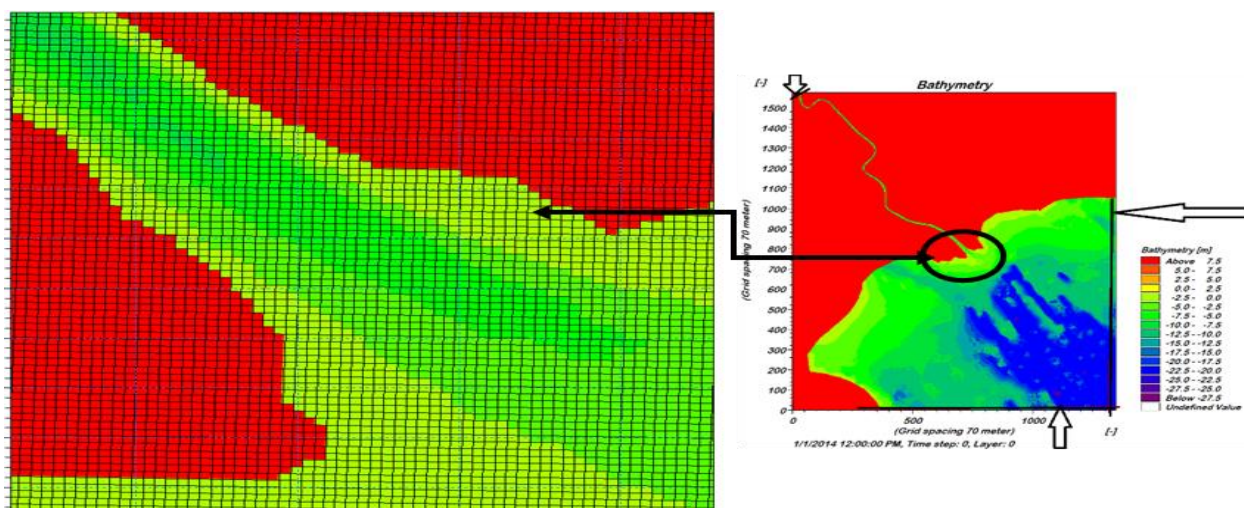 [-]
Bathymetry
1500
1400
1300
1200
1100
1000
900
800
700
600
500
400
300
200
100
0
(Grid spacing 70 meter)
0
500
1000
(Grid spacing 70 meter)
[-]
1/1/2014 12:00:00 PM, Time step: 0, Layer: 0
Bathymetry [m]
Above 7.5
5.0 - 7.5
2.5 - 5.0
0.0 - 2.5
-2.5 - 0.0
-5.0 - -2.5
-7.5 - -5.0
-10.0 - -7.5
-12.5 - -10.0
-15.0 - -12.5
-17.5 - -15.0
-20.0 - -17.5
-22.5 - -20.0
-25.0 - -22.5
-27.5 - -25.0
Below -27.5
Undefined Value